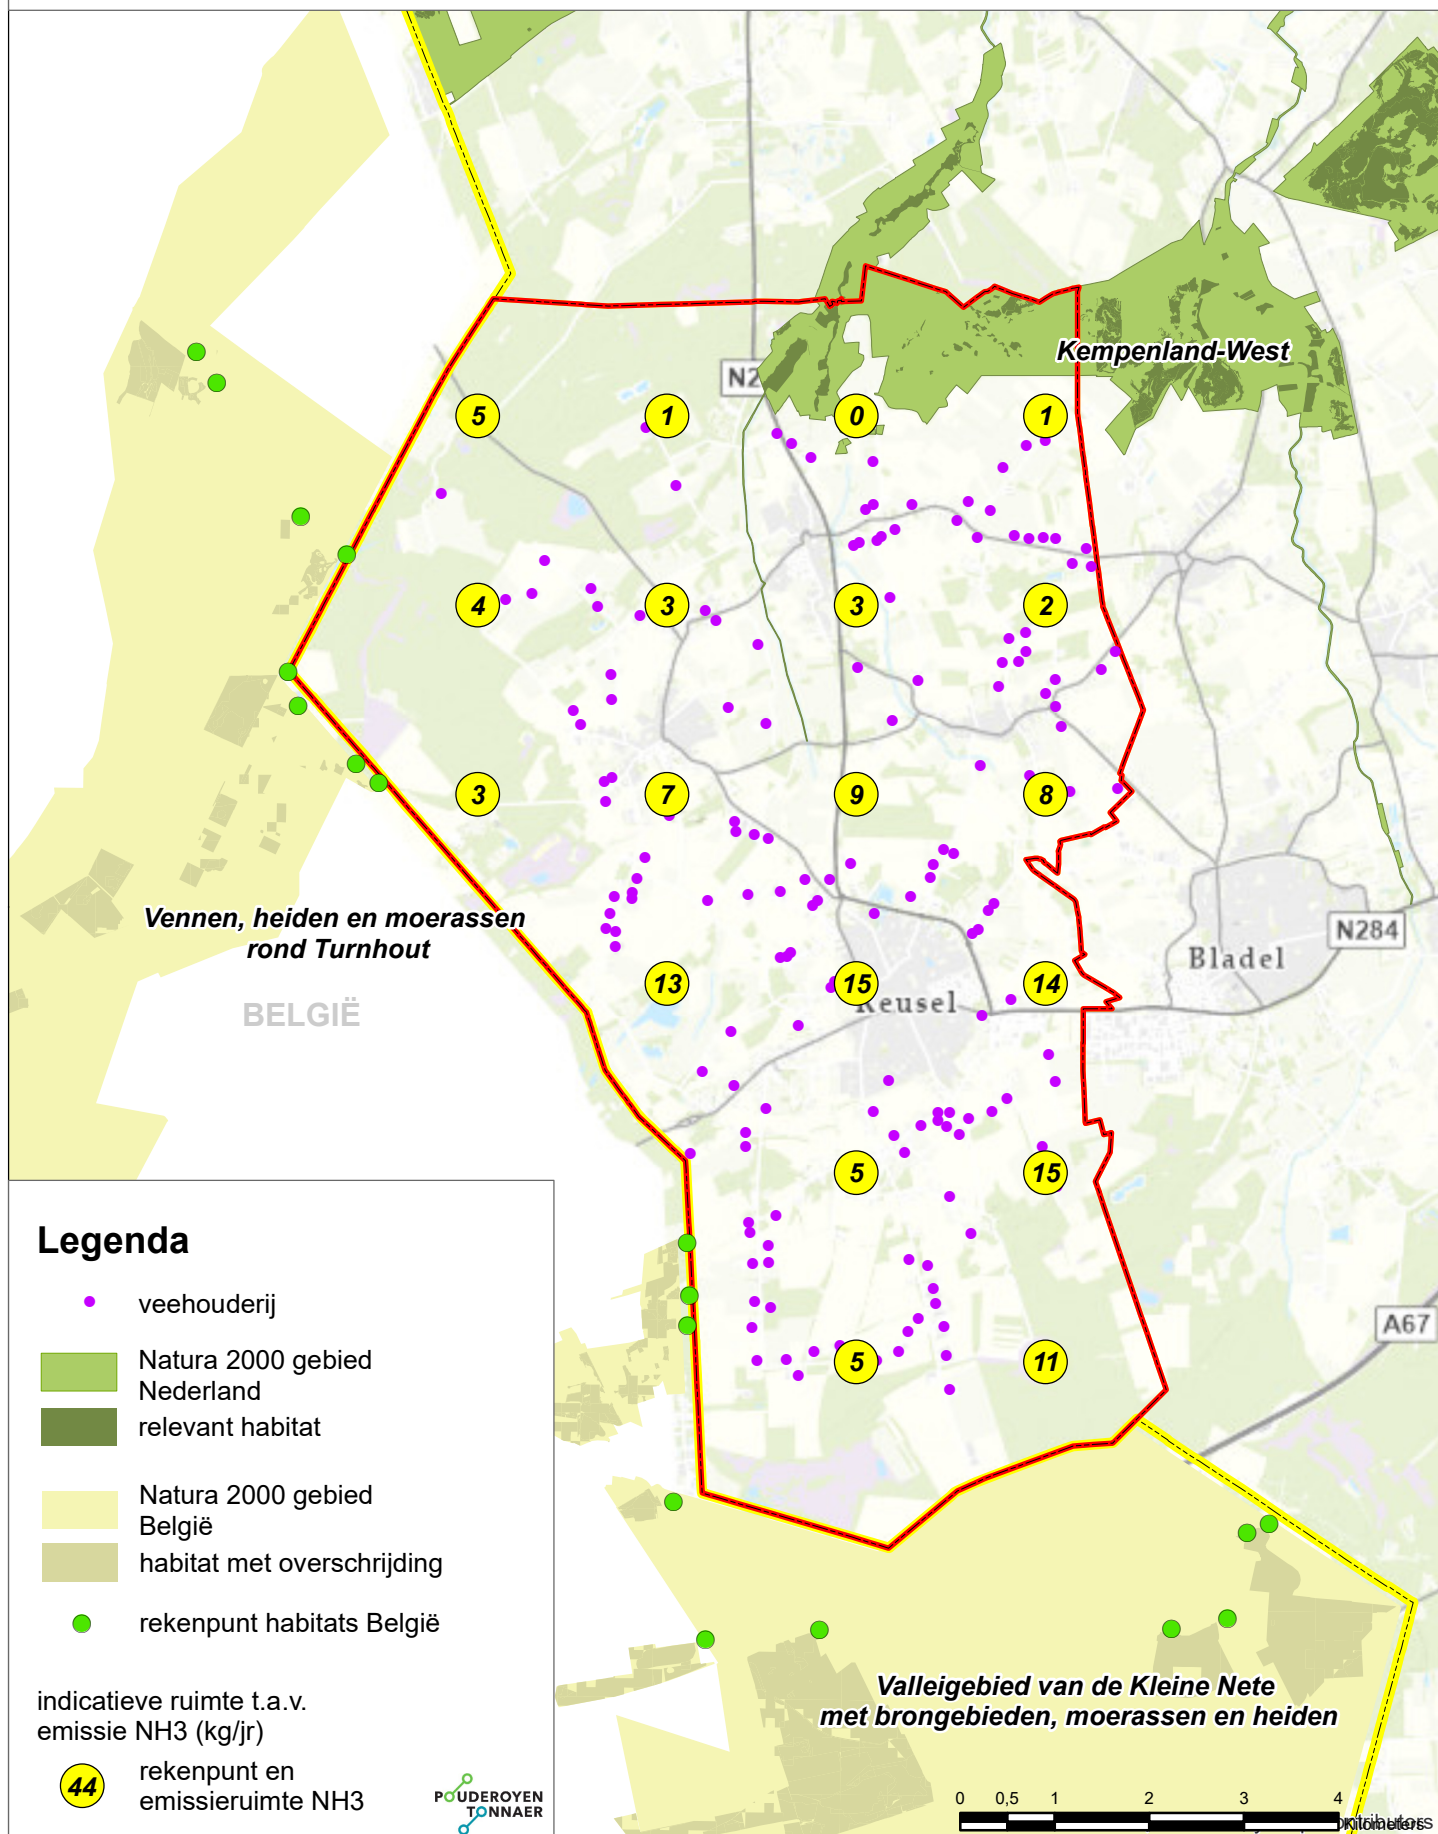 N2
Kempenland-West
5
1
0
1
4
3
3
2
3
7
9
8
Vennen, heiden en moerassen
rond Turnhout
N284
Bladel
13
15
14
Reusel
BELGIË
5
15
A67
5
11
Legenda
veehouderij
Natura 2000 gebied
Nederland
relevant habitat
Natura 2000 gebied
België
habitat met overschrijding
rekenpunt habitats België
indicatieve ruimte t.a.v.
emissie NH3 (kg/jr)
44
rekenpunt en
emissieruimte NH3
POUDEROYEN
TONNAER
Valleigebied van de Kleine Nete
met brongebieden, moerassen en heiden
0 0,5 1 2 3 4
Kilometers